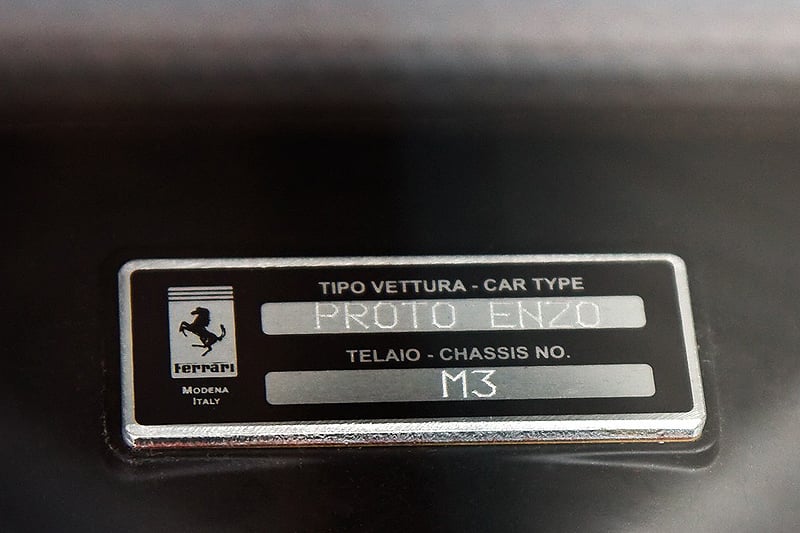 TIPO VETTURA - CAR TYPE
PROTO ENZO
TELAIO - CHASSIS NO.
M3
Ferrari
MODENA
ITALY